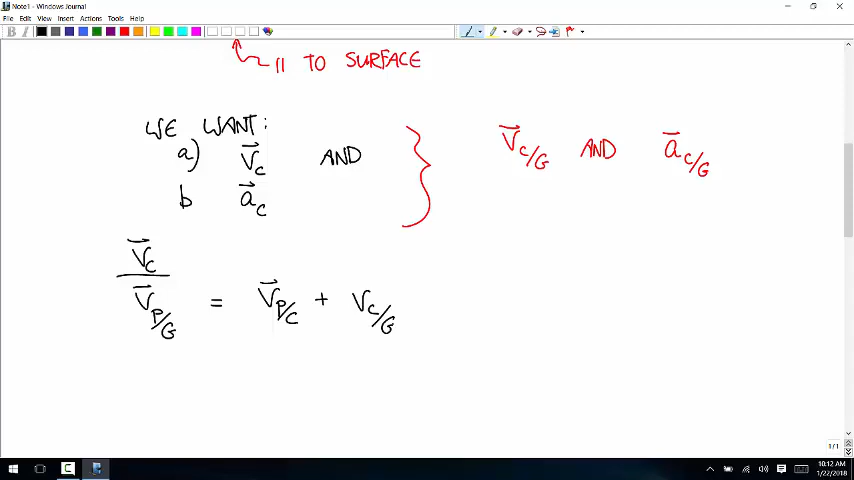 Note1 - Windows Journal
File Edit View Insert Actions Tools Help
B I
|| TO SURFACE
WE WANT:
a) V⃗C AND
b a⃗C
V⃗C/G AND a⃗C/G
V⃗C
V⃗P/G = V⃗P/C + VC/G
1/1
10:12 AM
1/22/2018